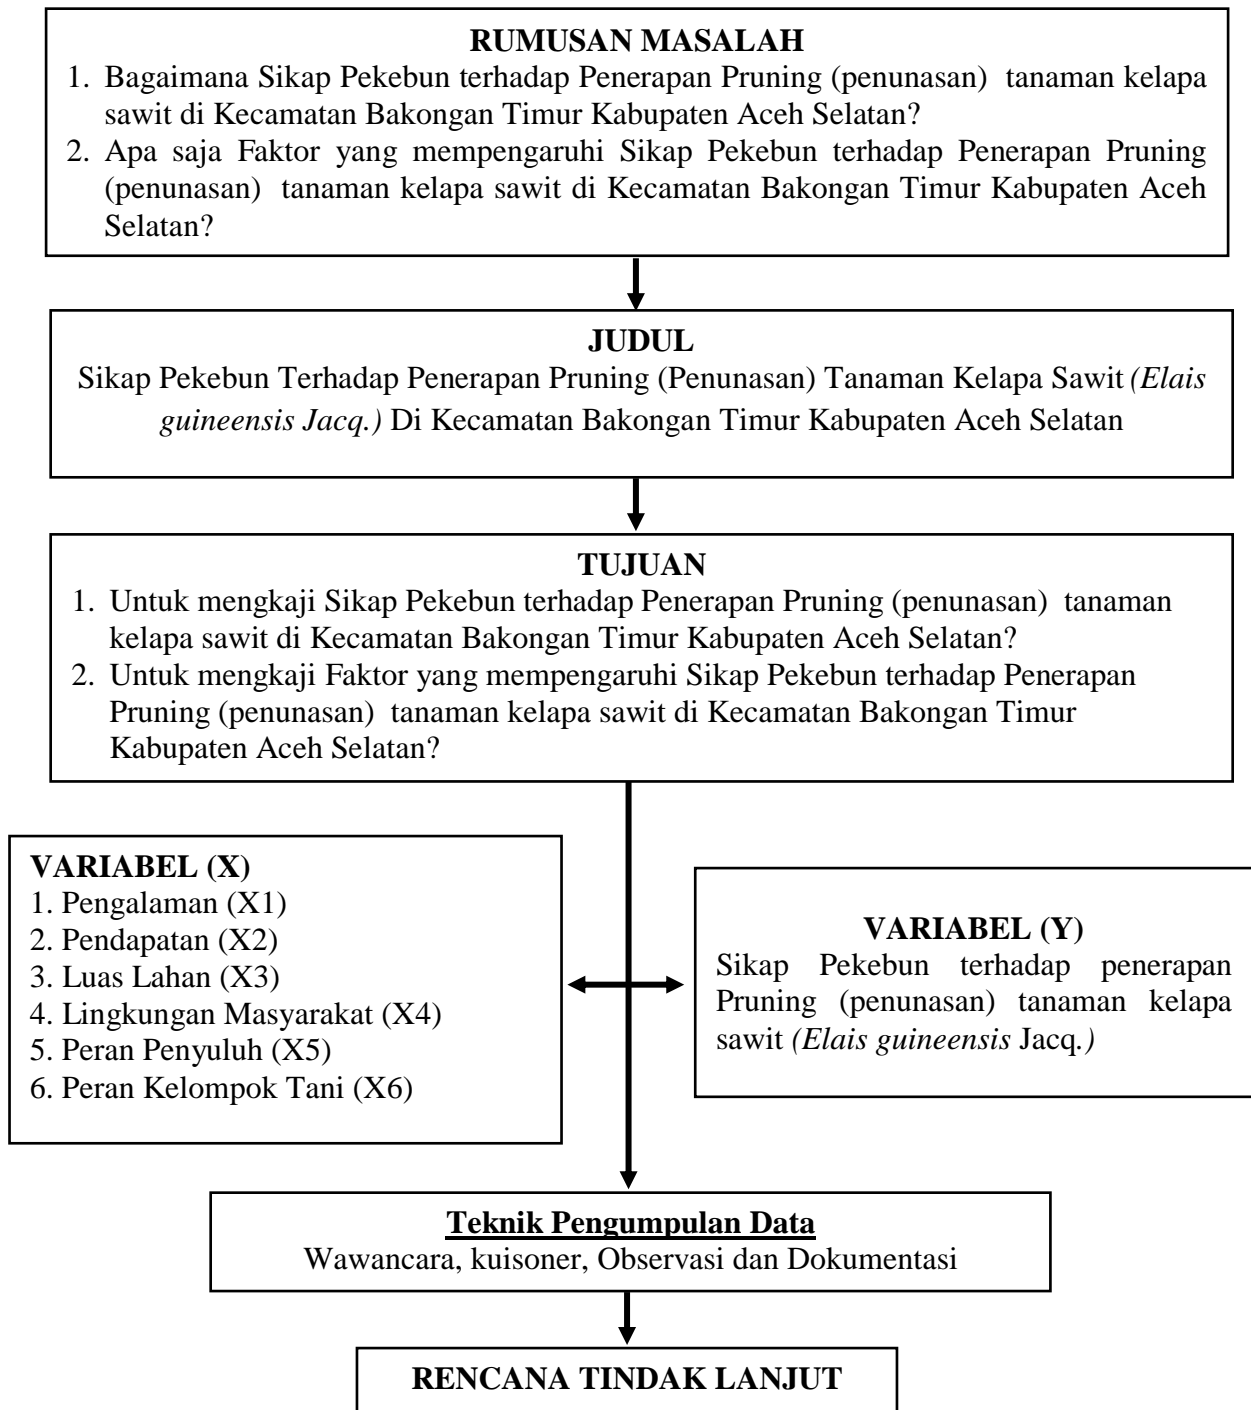 RUMUSAN MASALAH
1. Bagaimana Sikap Pekebun terhadap Penerapan Pruning (penunasan) tanaman kelapa
sawit di Kecamatan Bakongan Timur Kabupaten Aceh Selatan?
2. Apa saja Faktor yang mempengaruhi Sikap Pekebun terhadap Penerapan Pruning
(penunasan) tanaman kelapa sawit di Kecamatan Bakongan Timur Kabupaten Aceh
Selatan?
JUDUL
Sikap Pekebun Terhadap Penerapan Pruning (Penunasan) Tanaman Kelapa Sawit (Elais
guineensis Jacq.) Di Kecamatan Bakongan Timur Kabupaten Aceh Selatan
TUJUAN
1. Untuk mengkaji Sikap Pekebun terhadap Penerapan Pruning (penunasan) tanaman
kelapa sawit di Kecamatan Bakongan Timur Kabupaten Aceh Selatan?
2. Untuk mengkaji Faktor yang mempengaruhi Sikap Pekebun terhadap Penerapan
Pruning (penunasan) tanaman kelapa sawit di Kecamatan Bakongan Timur
Kabupaten Aceh Selatan?
VARIABEL (X)
1. Pengalaman (X1)
2. Pendapatan (X2)
3. Luas Lahan (X3)
4. Lingkungan Masyarakat (X4)
5. Peran Penyuluh (X5)
6. Peran Kelompok Tani (X6)
VARIABEL (Y)
Sikap Pekebun terhadap penerapan
Pruning (penunasan) tanaman kelapa
sawit (Elais guineensis Jacq.)
Teknik Pengumpulan Data
Wawancara, kuisoner, Observasi dan Dokumentasi
RENCANA TINDAK LANJUT